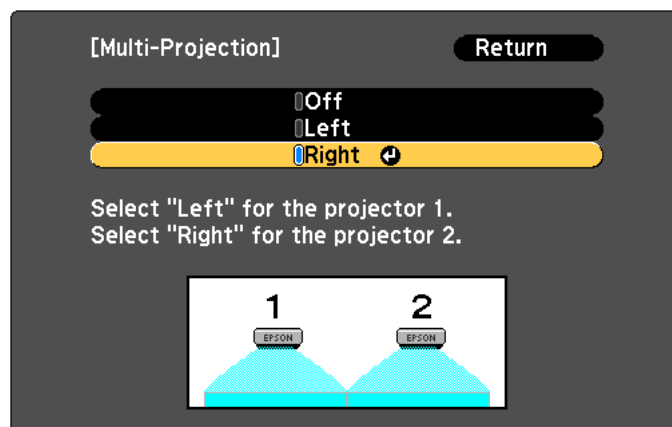 [Multi-Projection]
Return
Off
Left
Right
Select "Left" for the projector 1.
Select "Right" for the projector 2.
1 2
EPSON EPSON